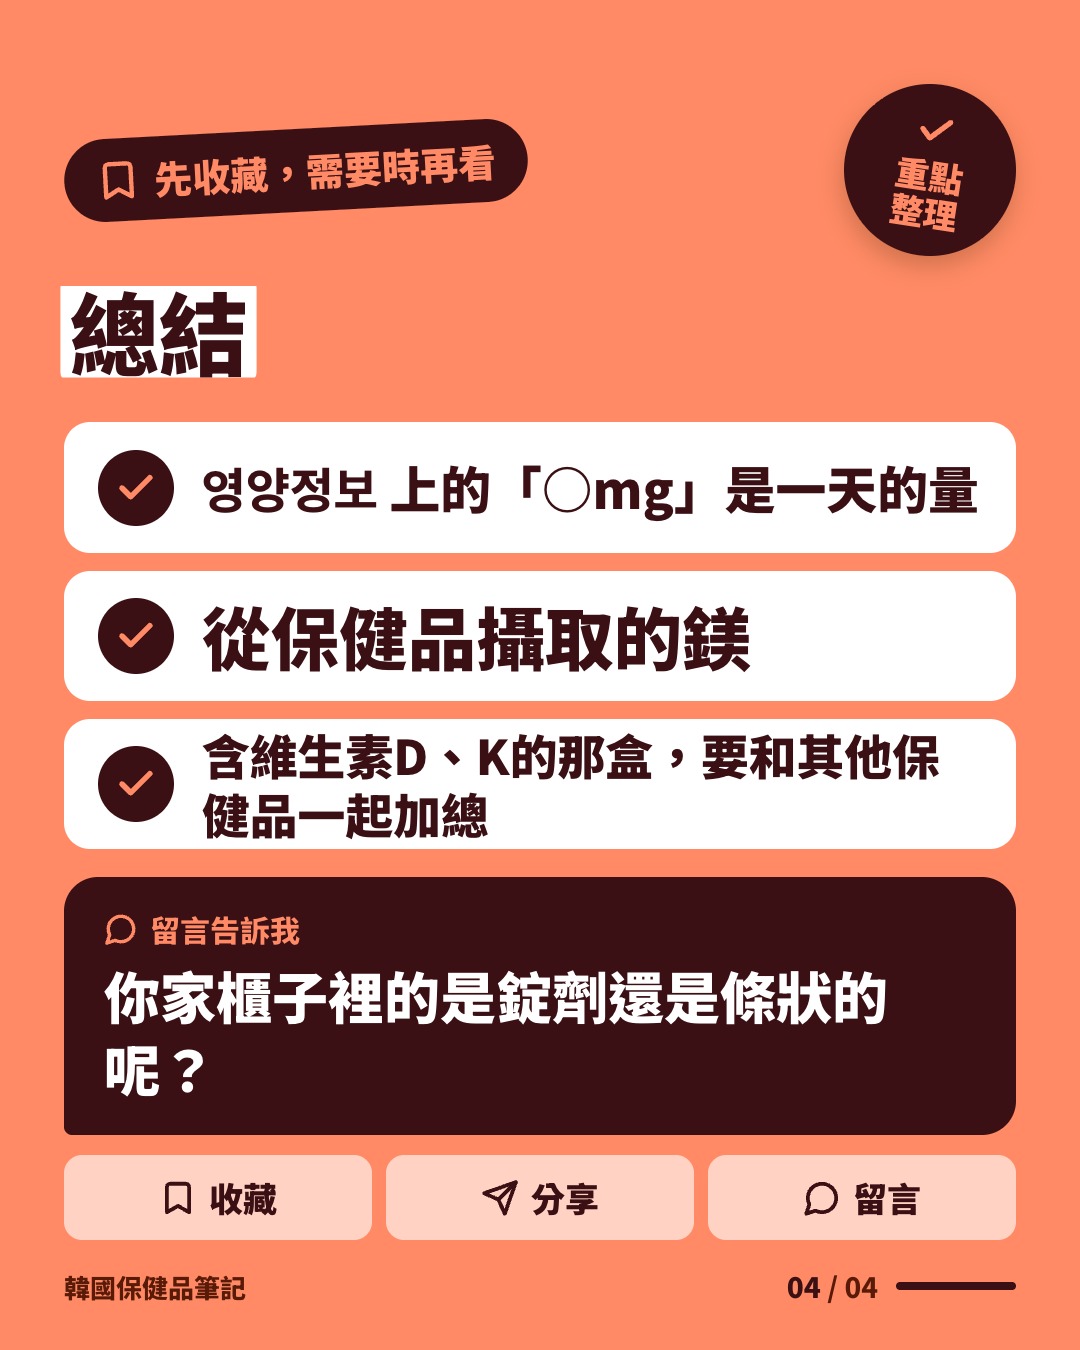 先收藏，需要時再看
重點
整理
總結
영양정보 上的「◯mg」是一天的量
從保健品攝取的鎂
含維生素D、K的那盒，要和其他保
健品一起加總
留言告訴我
你家櫃子裡的是錠劑還是條狀的
呢？
收藏
分享
留言
韓國保健品筆記
04 / 04